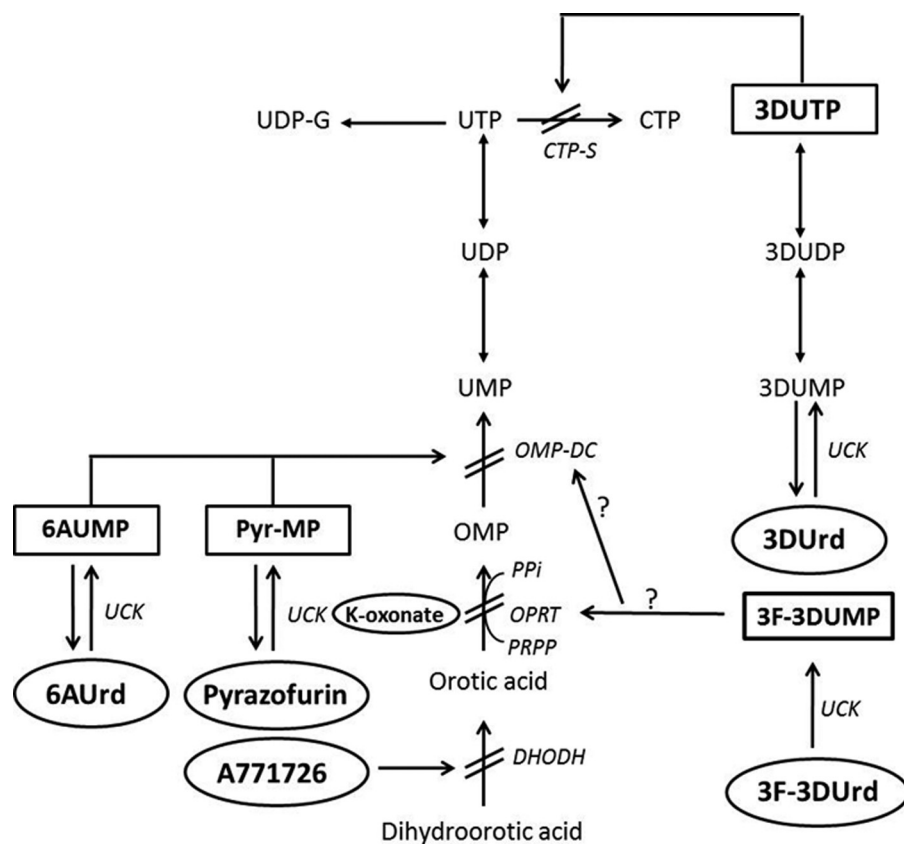 3DUTP
UDP-G
UTP
CTP
CTP-S
UDP
3DUDP
UMP
3DUMP
OMP-DC
UCK
6AUMP
Pyr-MP
?
OMP
3DUrd
PPi
UCK
UCK
K-oxonate
OPRT
?
3F-3DUMP
PRPP
6AUrd
Pyrazofurin
Orotic acid
UCK
A771726
DHODH
3F-3DUrd
Dihydroorotic acid